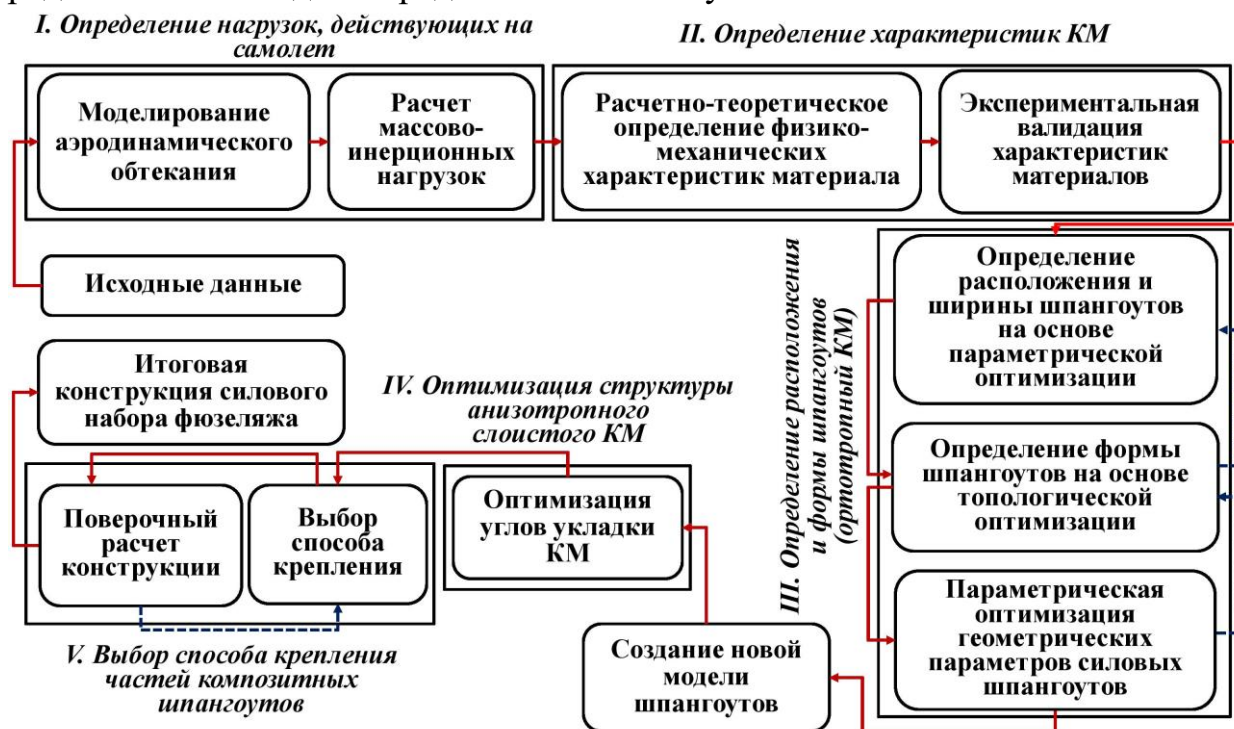 I. Определение нагрузок, действующих на
самолет
II. Определение характеристик КМ
Моделирование
аэродинамического
обтекания
Расчет
массово-
инерционных
нагрузок
Расчетно-теоретическое
определение физико-
механических
характеристик материала
Экспериментальная
валидация
характеристик
материалов
Исходные данные
III. Определение расположения
и формы шпангоутов
(ортотропный КМ)
Определение
расположения и
ширины шпангоутов
на основе
параметрической
оптимизации
Итоговая
конструкция силового
набора фюзеляжа
IV. Оптимизация структуры
анизотропного
слоистого КМ
Определение формы
шпангоутов на основе
топологической
оптимизации
Поверочный
расчет
конструкции
Выбор
способа
крепления
Оптимизация
углов укладки
КМ
Параметрическая
оптимизация
геометрических
параметров силовых
шпангоутов
V. Выбор способа крепления
частей композитных
шпангоутов
Создание новой
модели
шпангоутов